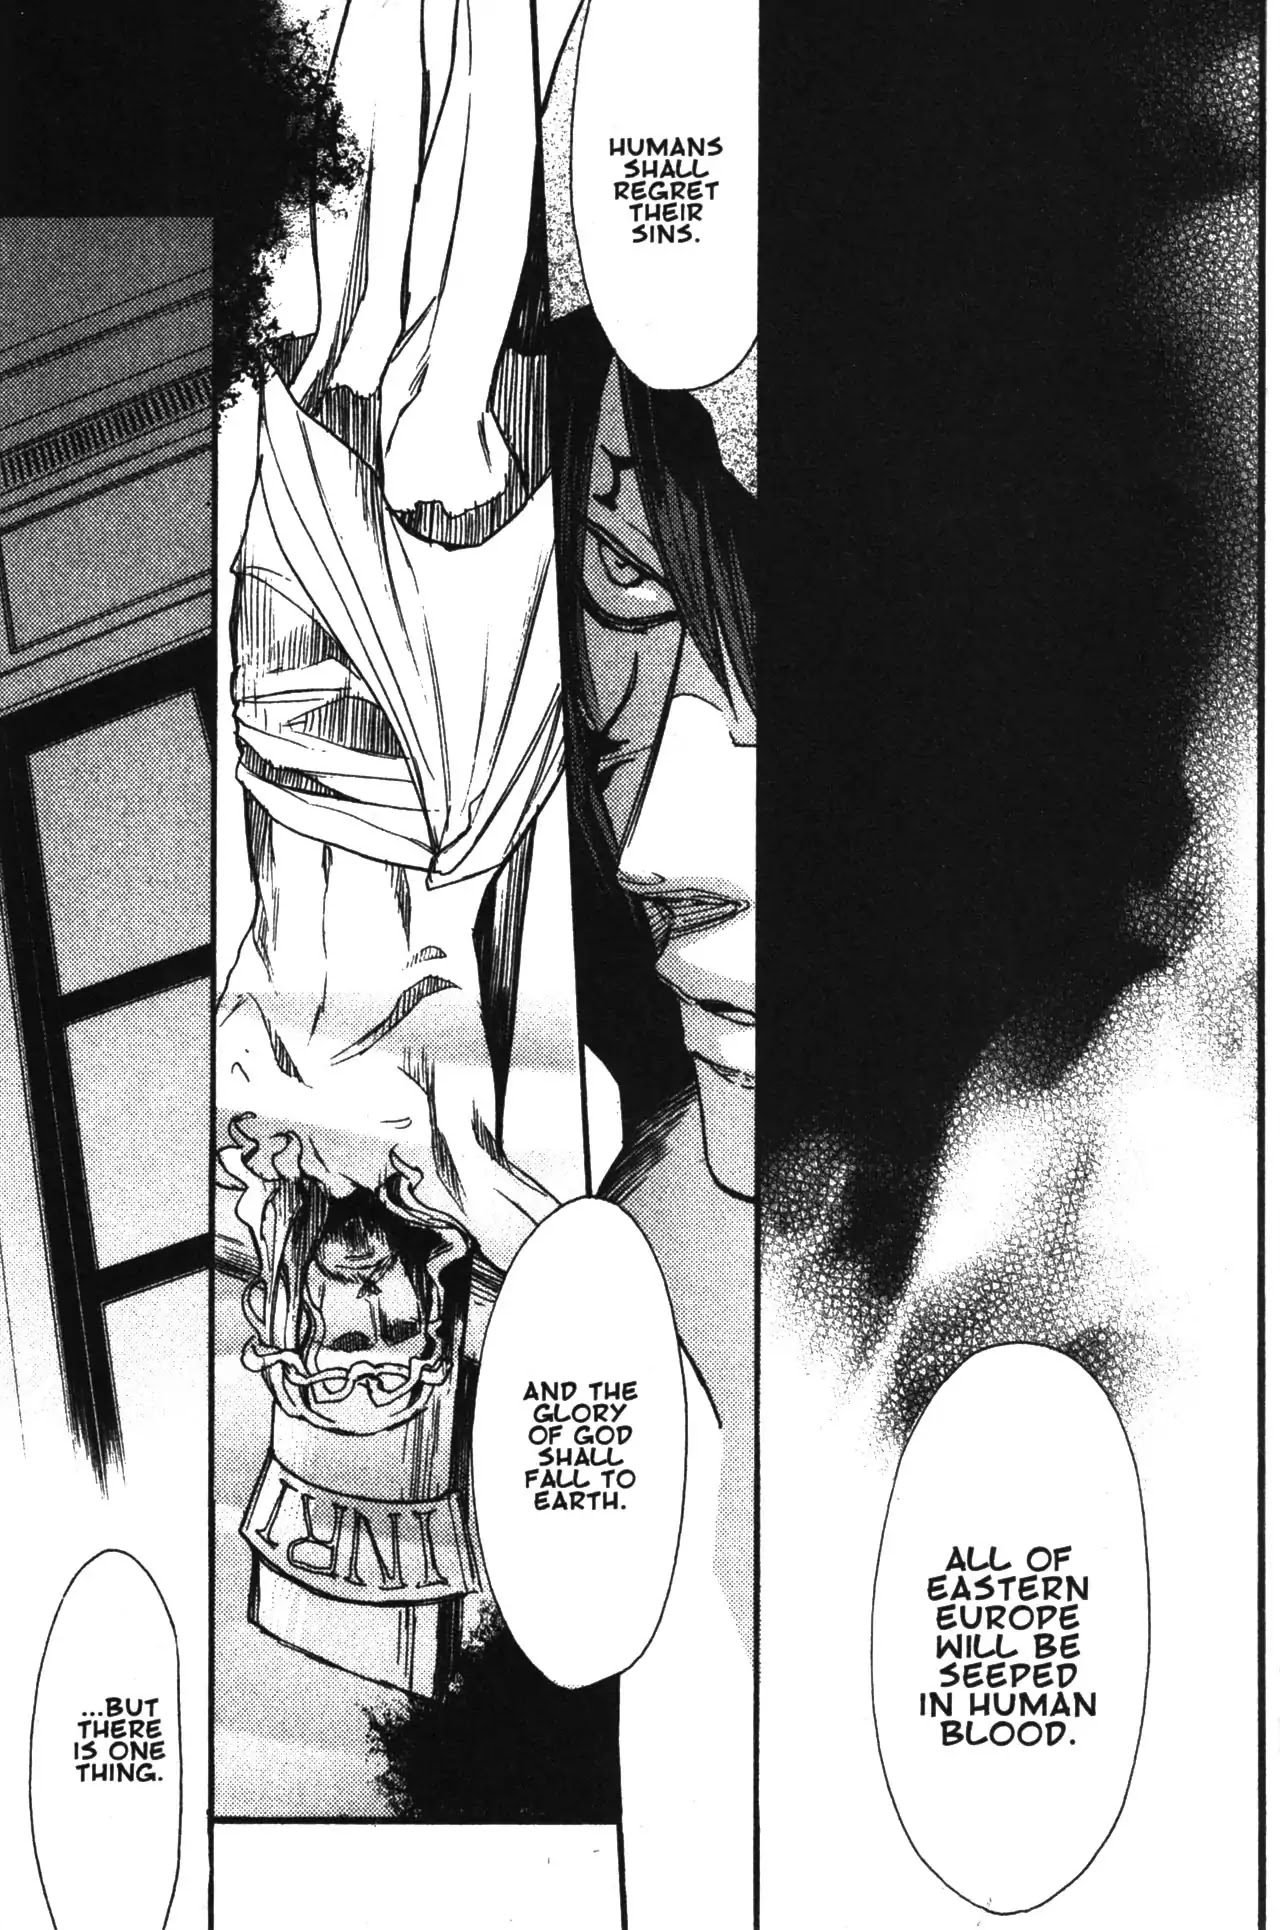 ALL OF
EASTERN
EUROPE
WILL BE
SEEPED
IN HUMAN
BLOOD.
HUMANS
SHALL
REGRET
THEIR
SINS.
AND THE
GLORY
OF GOD
SHALL
FALL TO
EARTH.
INRI
...BUT
THERE
IS ONE
THING.